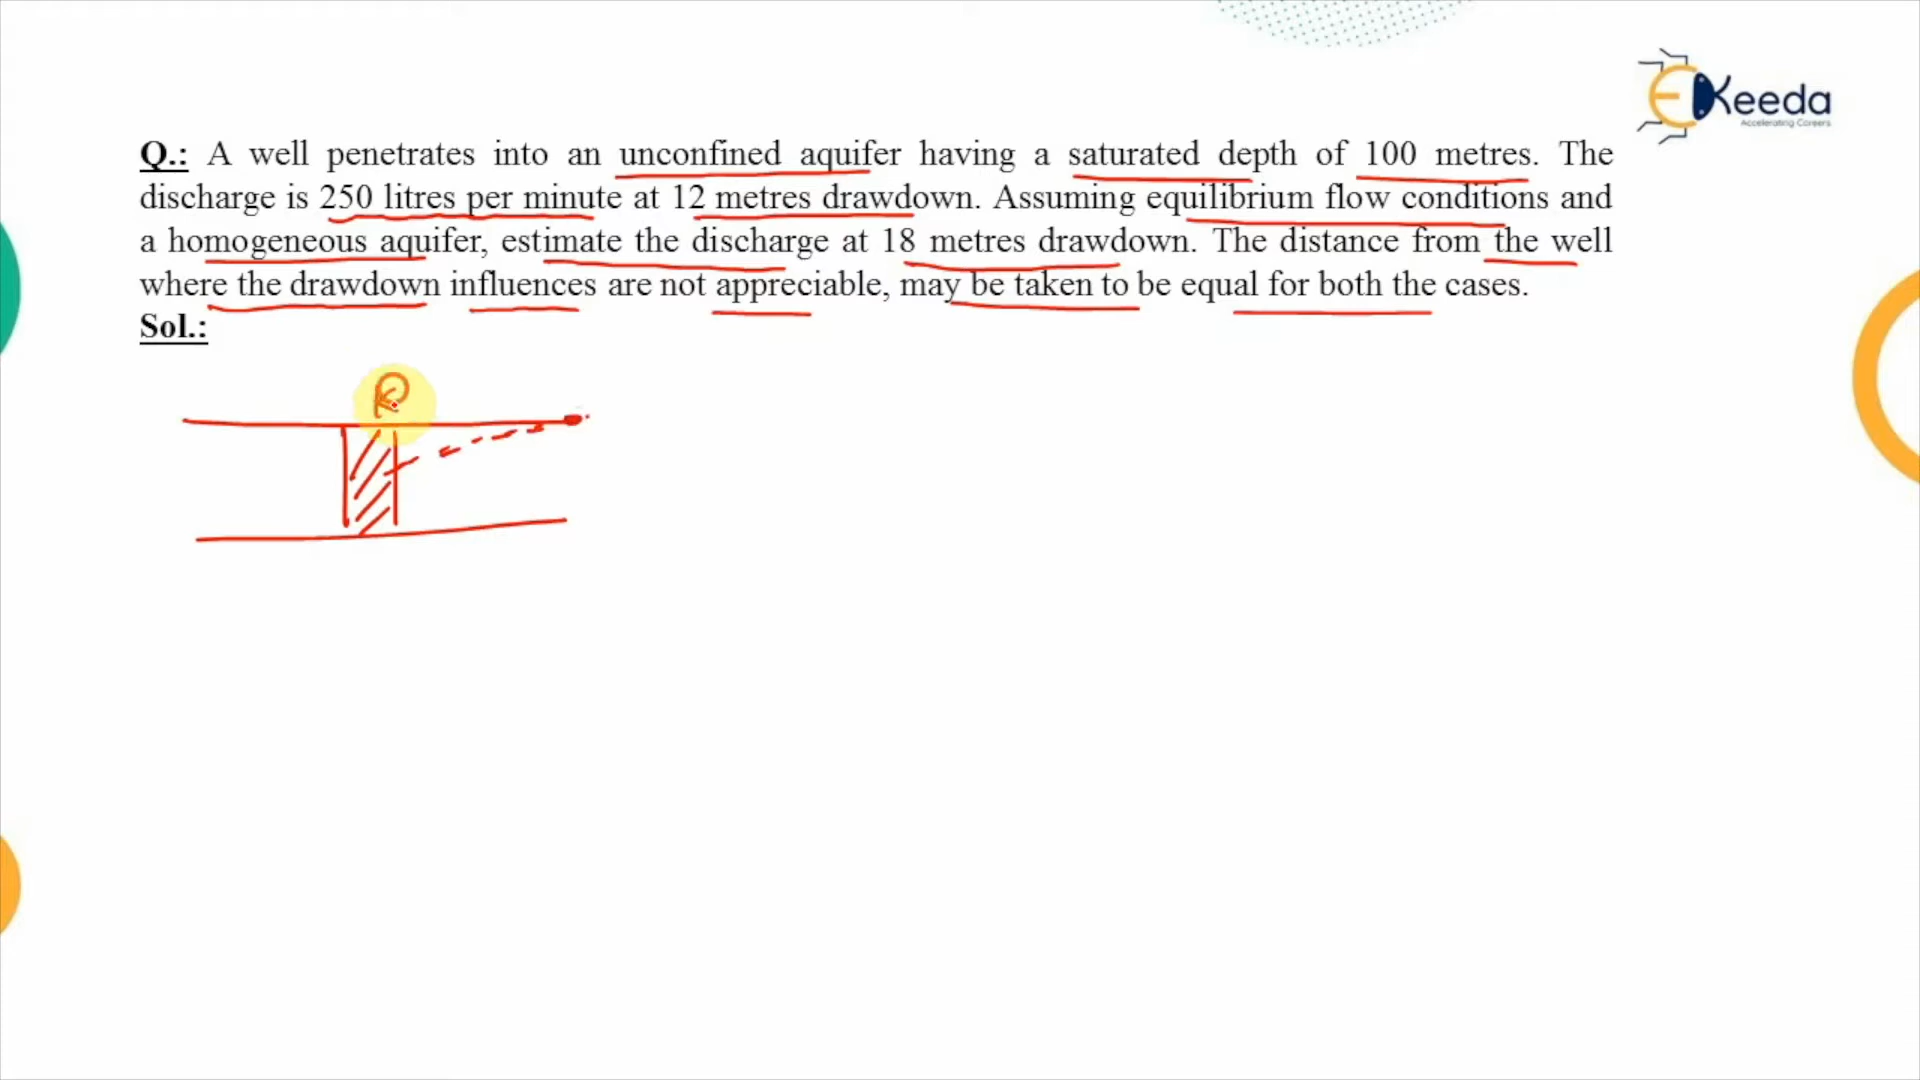 EKeeda
Accelerating Careers
Q.: A well penetrates into an unconfined aquifer having a saturated depth of 100 metres. The
discharge is 250 litres per minute at 12 metres drawdown. Assuming equilibrium flow conditions and
a homogeneous aquifer, estimate the discharge at 18 metres drawdown. The distance from the well
where the drawdown influences are not appreciable, may be taken to be equal for both the cases.
Sol.:
R